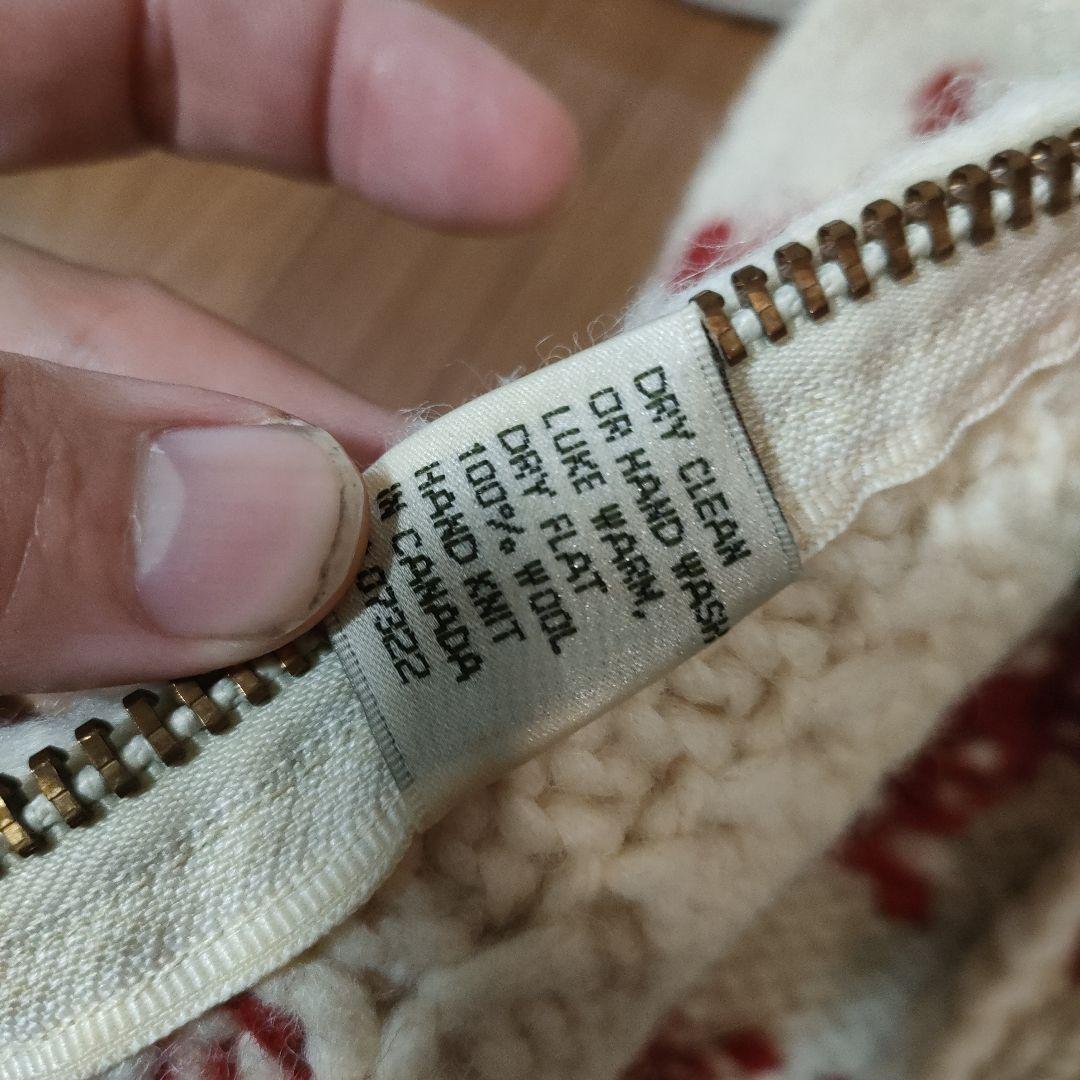 DRY CLEAN
OR HAND WASH
LUKE WARM,
DRY FLAT
100% WOOL
HAND KNIT
IN CANADA
07322